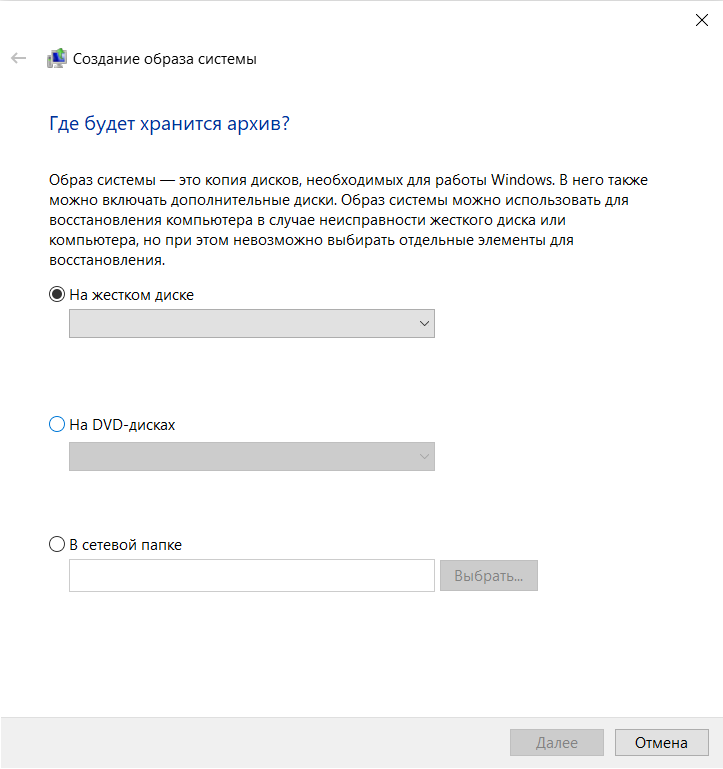 Создание образа системы
Где будет хранится архив?
Образ системы — это копия дисков, необходимых для работы Windows. В него также
можно включать дополнительные диски. Образ системы можно использовать для
восстановления компьютера в случае неисправности жесткого диска или
компьютера, но при этом невозможно выбирать отдельные элементы для
восстановления.
На жестком диске
На DVD-дисках
В сетевой папке
Выбрать...
Далее
Отмена